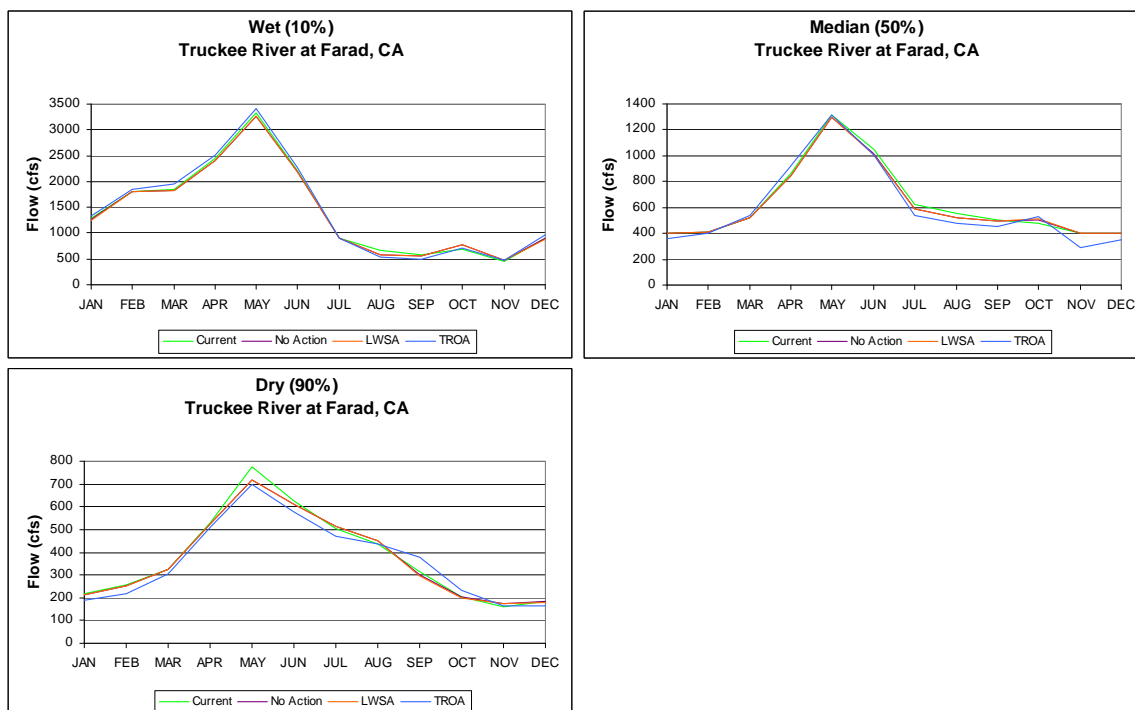 Wet (10%)
Truckee River at Farad, CA
Flow (cfs)
3500
3000
2500
2000
1500
1000
500
0
JAN FEB MAR APR MAY JUN JUL AUG SEP OCT NOV DEC
Current No Action LWSA TROA
Median (50%)
Truckee River at Farad, CA
Flow (cfs)
1400
1200
1000
800
600
400
200
0
JAN FEB MAR APR MAY JUN JUL AUG SEP OCT NOV DEC
Current No Action LWSA TROA
Dry (90%)
Truckee River at Farad, CA
Flow (cfs)
800
700
600
500
400
300
200
100
0
JAN FEB MAR APR MAY JUN JUL AUG SEP OCT NOV DEC
Current No Action LWSA TROA